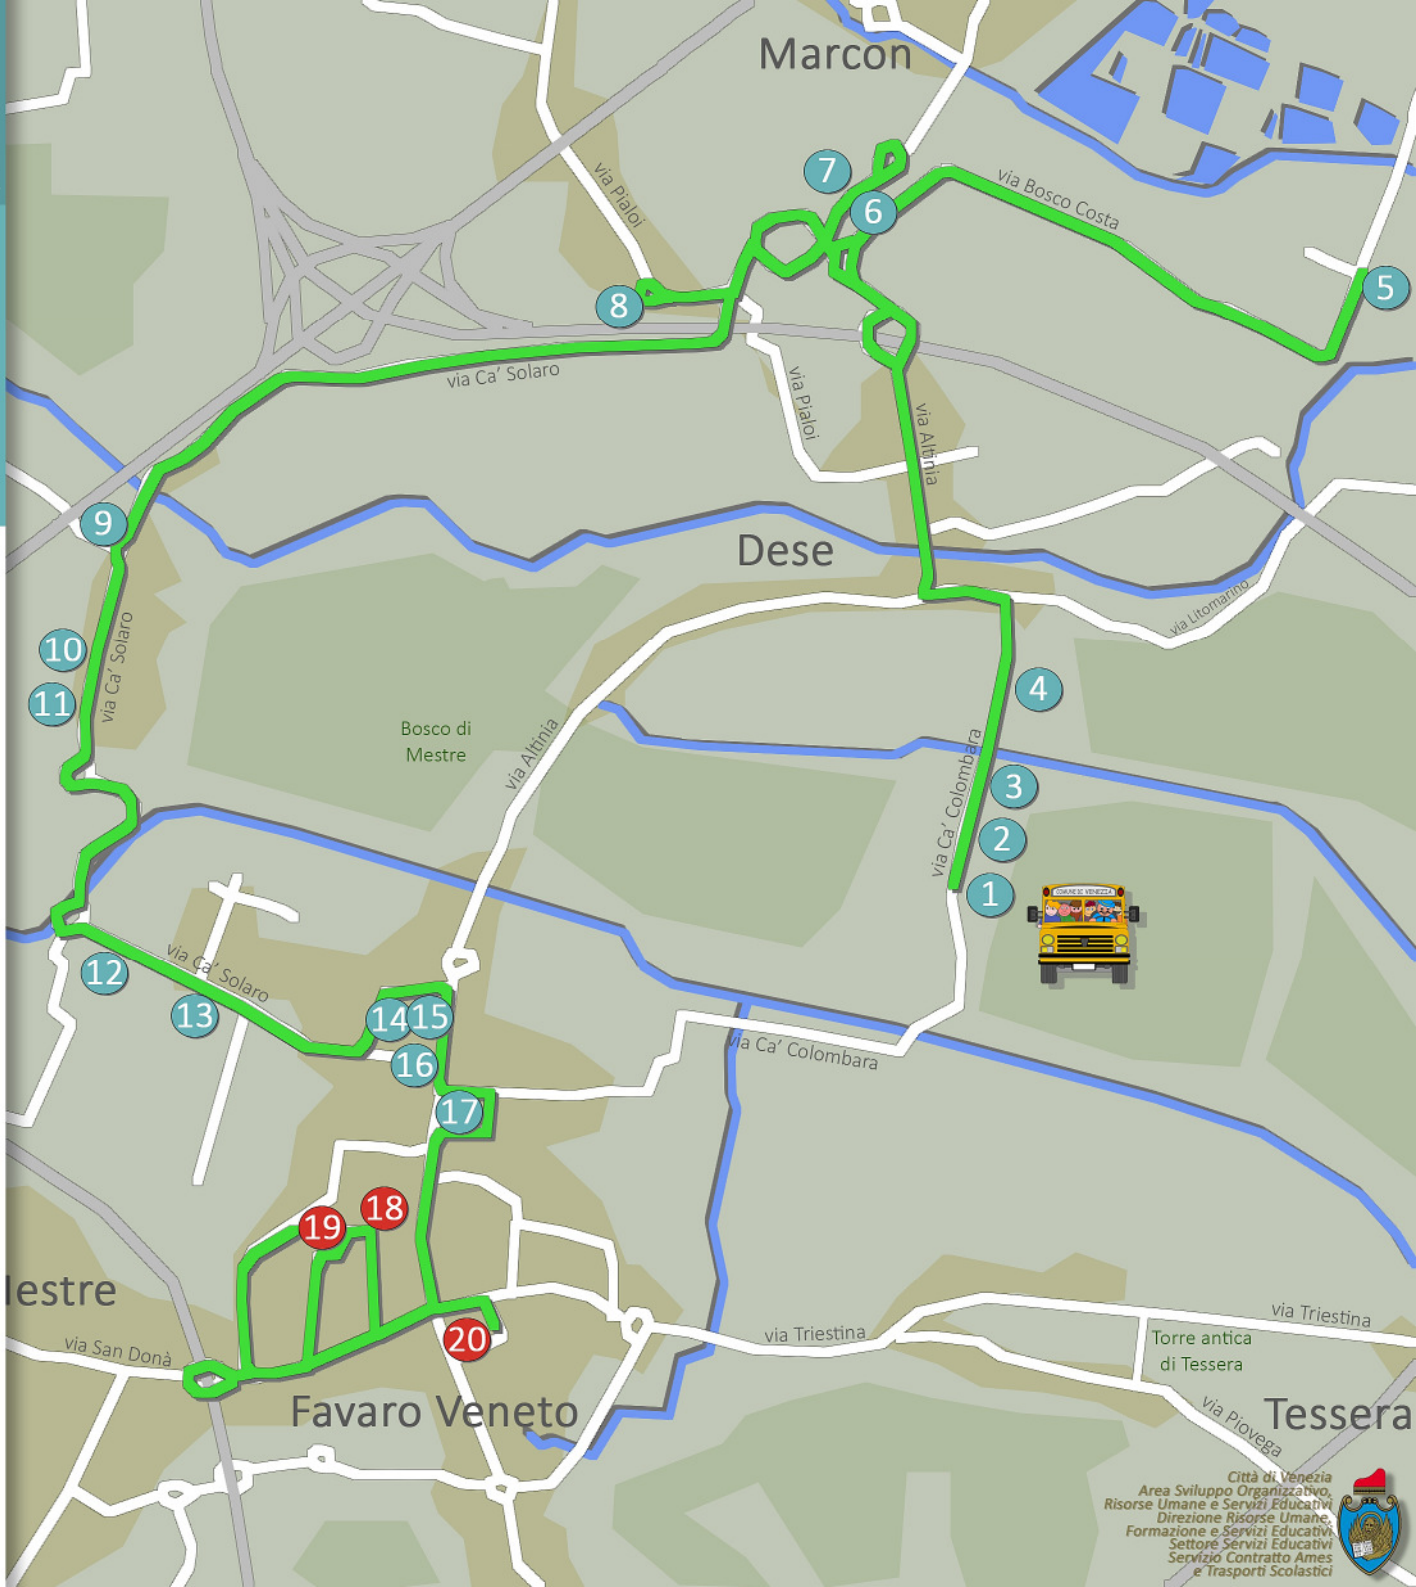 Marcon
via Pialoi
7
via Bosco Costa
6
5
8
via Ca' Solaro
via Pialoi
via Altinia
9
Dese
via Litomarino
10
via Ca' Solaro
11
4
Bosco di
Mestre
via Altinia
via Ca' Colombara
3
2
1
COMUNE DI VENEZIA
12
via Ca' Solaro
13
14
15
16
via Ca' Colombara
17
18
19
estre
via San Donà
20
via Triestina
via Triestina
Torre antica
di Tessera
Favaro Veneto
via Piovega
Tessera
Città di Venezia
Area Sviluppo Organizzativo,
Risorse Umane e Servizi Educativi
Direzione Risorse Umane,
Formazione e Servizi Educativi
Settore Servizi Educativi
Servizio Contratto Ames
e Trasporti Scolastici